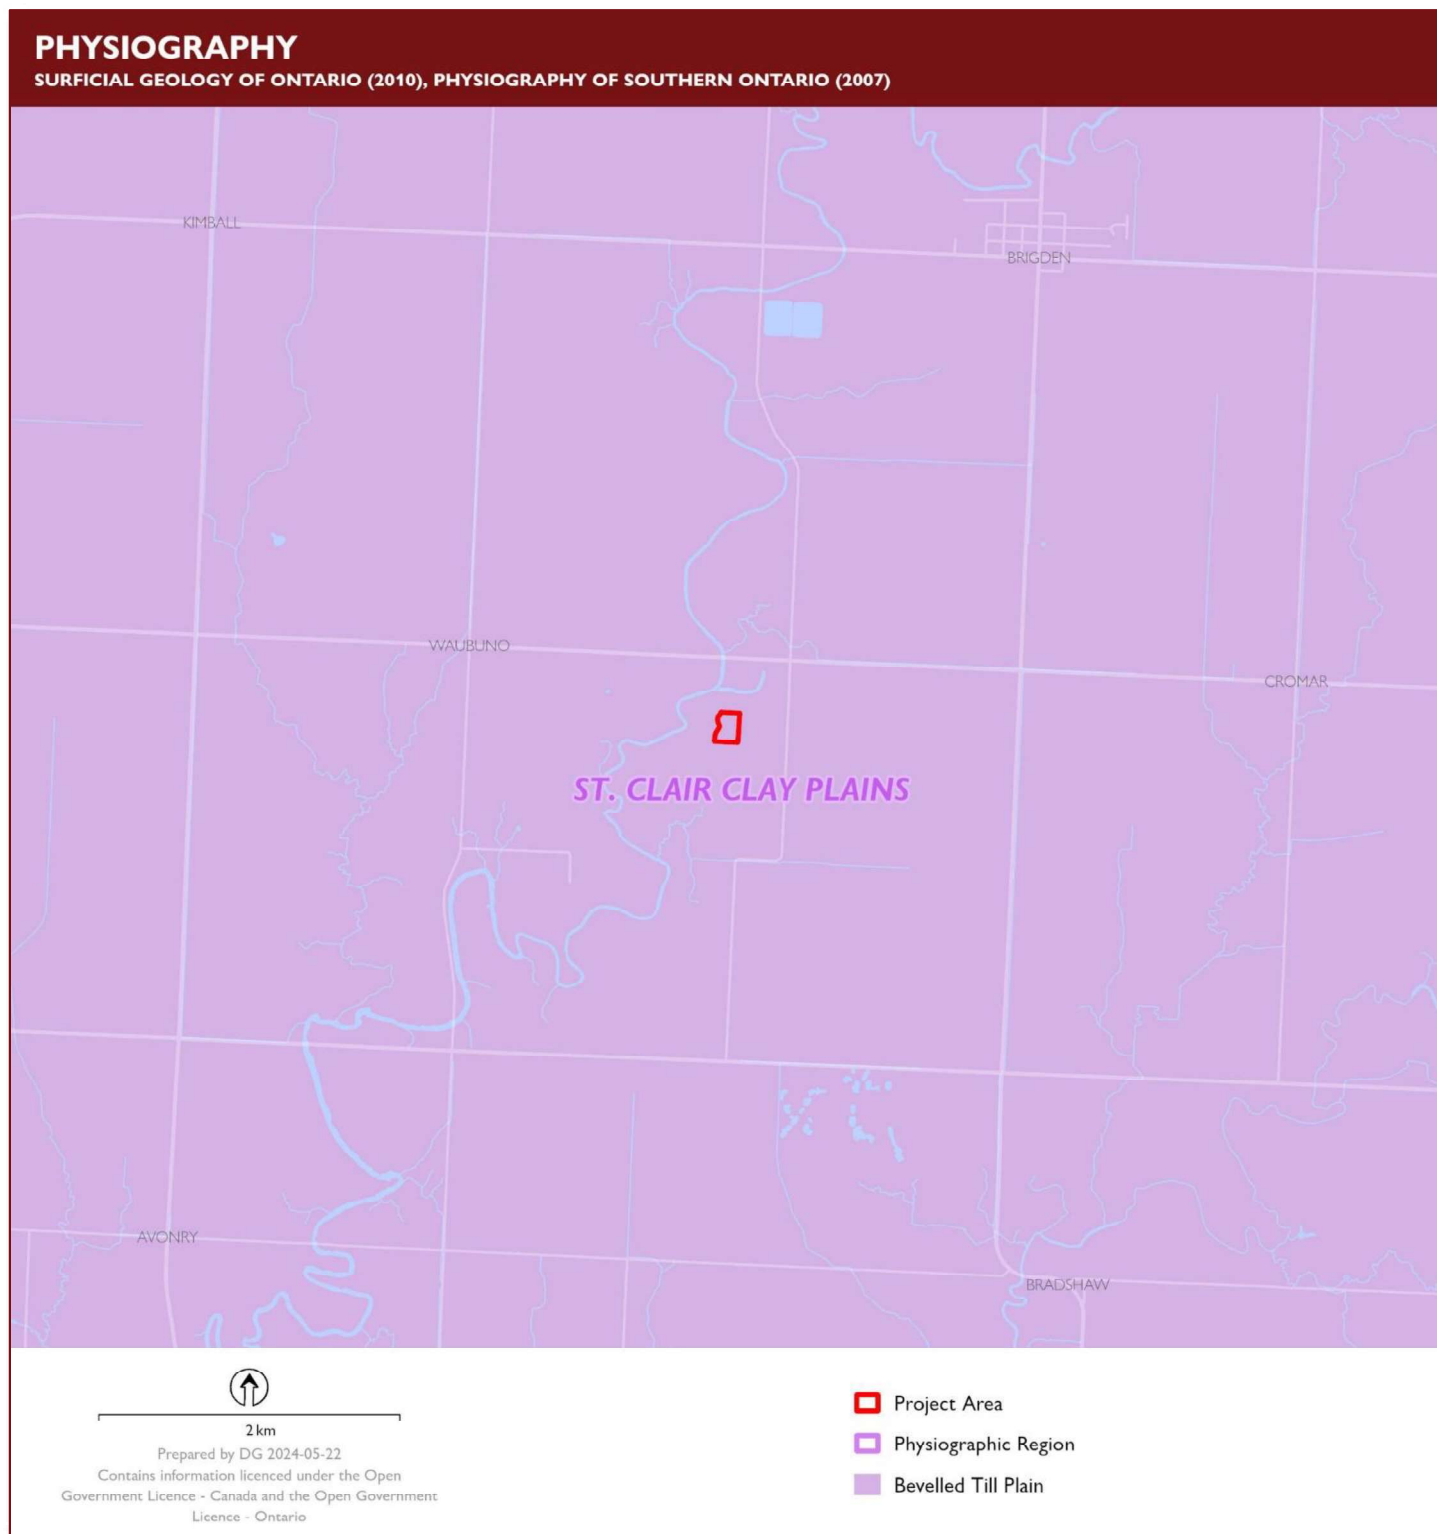 PHYSIOGRAPHY
SURFICIAL GEOLOGY OF ONTARIO (2010), PHYSIOGRAPHY OF SOUTHERN ONTARIO (2007)
KIMBALL
BRIGDEN
WAUBUNO
CROMAR
ST. CLAIR CLAY PLAINS
AVONRY
BRADSHAW
2 km
Prepared by DG 2024-05-22
Contains information licenced under the Open
Government Licence - Canada and the Open Government
Licence - Ontario
Project Area
Physiographic Region
Bevelled Till Plain